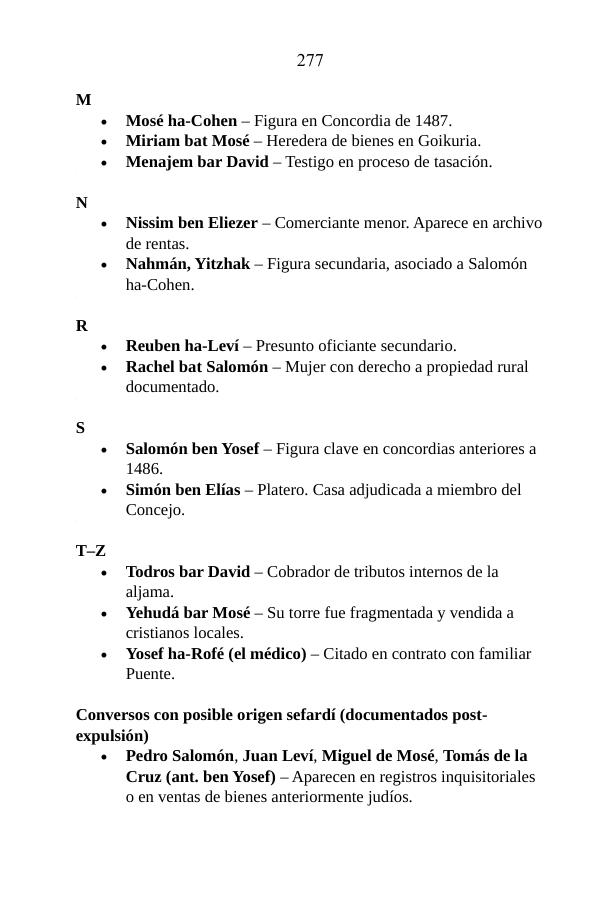 277
M
• Mosé ha-Cohen – Figura en Concordia de 1487.
• Miriam bat Mosé – Heredera de bienes en Goikuria.
• Menajem bar David – Testigo en proceso de tasación.
N
• Nissim ben Eliezer – Comerciante menor. Aparece en archivo
de rentas.
• Nahmán, Yitzhak – Figura secundaria, asociado a Salomón
ha-Cohen.
R
• Reuben ha-Leví – Presunto oficiante secundario.
• Rachel bat Salomón – Mujer con derecho a propiedad rural
documentado.
S
• Salomón ben Yosef – Figura clave en concordias anteriores a
1486.
• Simón ben Elías – Platero. Casa adjudicada a miembro del
Concejo.
T–Z
• Todros bar David – Cobrador de tributos internos de la
aljama.
• Yehudá bar Mosé – Su torre fue fragmentada y vendida a
cristianos locales.
• Yosef ha-Rofé (el médico) – Citado en contrato con familiar
Puente.
Conversos con posible origen sefardí (documentados post-
expulsión)
• Pedro Salomón, Juan Leví, Miguel de Mosé, Tomás de la
Cruz (ant. ben Yosef) – Aparecen en registros inquisitoriales
o en ventas de bienes anteriormente judíos.